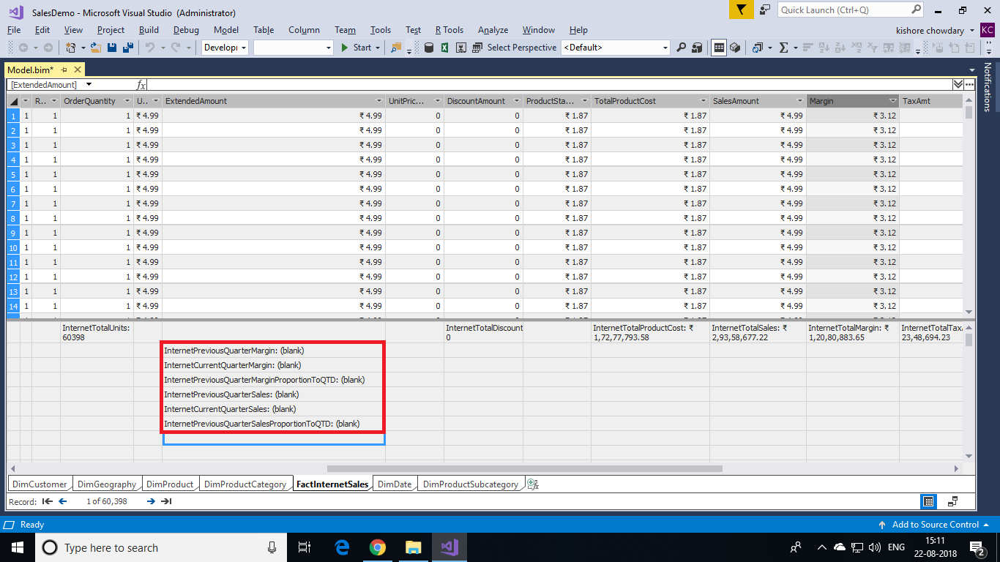 SalesDemo - Microsoft Visual Studio (Administrator)
Quick Launch (Ctrl+Q)
File Edit View Project Build Debug Model Table Column Team Tools Test R Tools Analyze Window Help
kishore chowdary KC
Developı Start Select Perspective <Default>
Model.bim*
Notifications
[ExtendedAmount] fx
R... OrderQuantity U... ExtendedAmount UnitPric... DiscountAmount ProductSta... TotalProductCost SalesAmount Margin TaxAmt
1 1 1 1 ₹ 4.99 ₹ 4.99 0 0 ₹ 1.87 ₹ 1.87 ₹ 4.99 ₹ 3.12
2 1 1 1 ₹ 4.99 ₹ 4.99 0 0 ₹ 1.87 ₹ 1.87 ₹ 4.99 ₹ 3.12
3 1 1 1 ₹ 4.99 ₹ 4.99 0 0 ₹ 1.87 ₹ 1.87 ₹ 4.99 ₹ 3.12
4 1 1 1 ₹ 4.99 ₹ 4.99 0 0 ₹ 1.87 ₹ 1.87 ₹ 4.99 ₹ 3.12
5 1 1 1 ₹ 4.99 ₹ 4.99 0 0 ₹ 1.87 ₹ 1.87 ₹ 4.99 ₹ 3.12
6 1 1 1 ₹ 4.99 ₹ 4.99 0 0 ₹ 1.87 ₹ 1.87 ₹ 4.99 ₹ 3.12
7 1 1 1 ₹ 4.99 ₹ 4.99 0 0 ₹ 1.87 ₹ 1.87 ₹ 4.99 ₹ 3.12
8 1 1 1 ₹ 4.99 ₹ 4.99 0 0 ₹ 1.87 ₹ 1.87 ₹ 4.99 ₹ 3.12
9 1 1 1 ₹ 4.99 ₹ 4.99 0 0 ₹ 1.87 ₹ 1.87 ₹ 4.99 ₹ 3.12
10 1 1 1 ₹ 4.99 ₹ 4.99 0 0 ₹ 1.87 ₹ 1.87 ₹ 4.99 ₹ 3.12
11 1 1 1 ₹ 4.99 ₹ 4.99 0 0 ₹ 1.87 ₹ 1.87 ₹ 4.99 ₹ 3.12
12 1 1 1 ₹ 4.99 ₹ 4.99 0 0 ₹ 1.87 ₹ 1.87 ₹ 4.99 ₹ 3.12
13 1 1 1 ₹ 4.99 ₹ 4.99 0 0 ₹ 1.87 ₹ 1.87 ₹ 4.99 ₹ 3.12
14 1 1 1 ₹ 4.99 ₹ 4.99 0 0 ₹ 1.87 ₹ 1.87 ₹ 4.99 ₹ 3.12
InternetTotalUnits: InternetTotalDiscount InternetTotalProductCost: ₹ InternetTotalSales: ₹ InternetTotalMargin: ₹ InternetTotalTax
60398 0 1,72,77,793.58 2,93,58,677.22 1,20,80,883.65 23,48,694.23
InternetPreviousQuarterMargin: (blank)
InternetCurrentQuarterMargin: (blank)
InternetPreviousQuarterMarginProportionToQTD: (blank)
InternetPreviousQuarterSales: (blank)
InternetCurrentQuarterSales: (blank)
InternetPreviousQuarterSalesProportionToQTD: (blank)
DimCustomer DimGeography DimProduct DimProductCategory FactInternetSales DimDate DimProductSubcategory
Record: 1 of 60,398
Ready Add to Source Control
Type here to search
ENG
15:11
22-08-2018
2